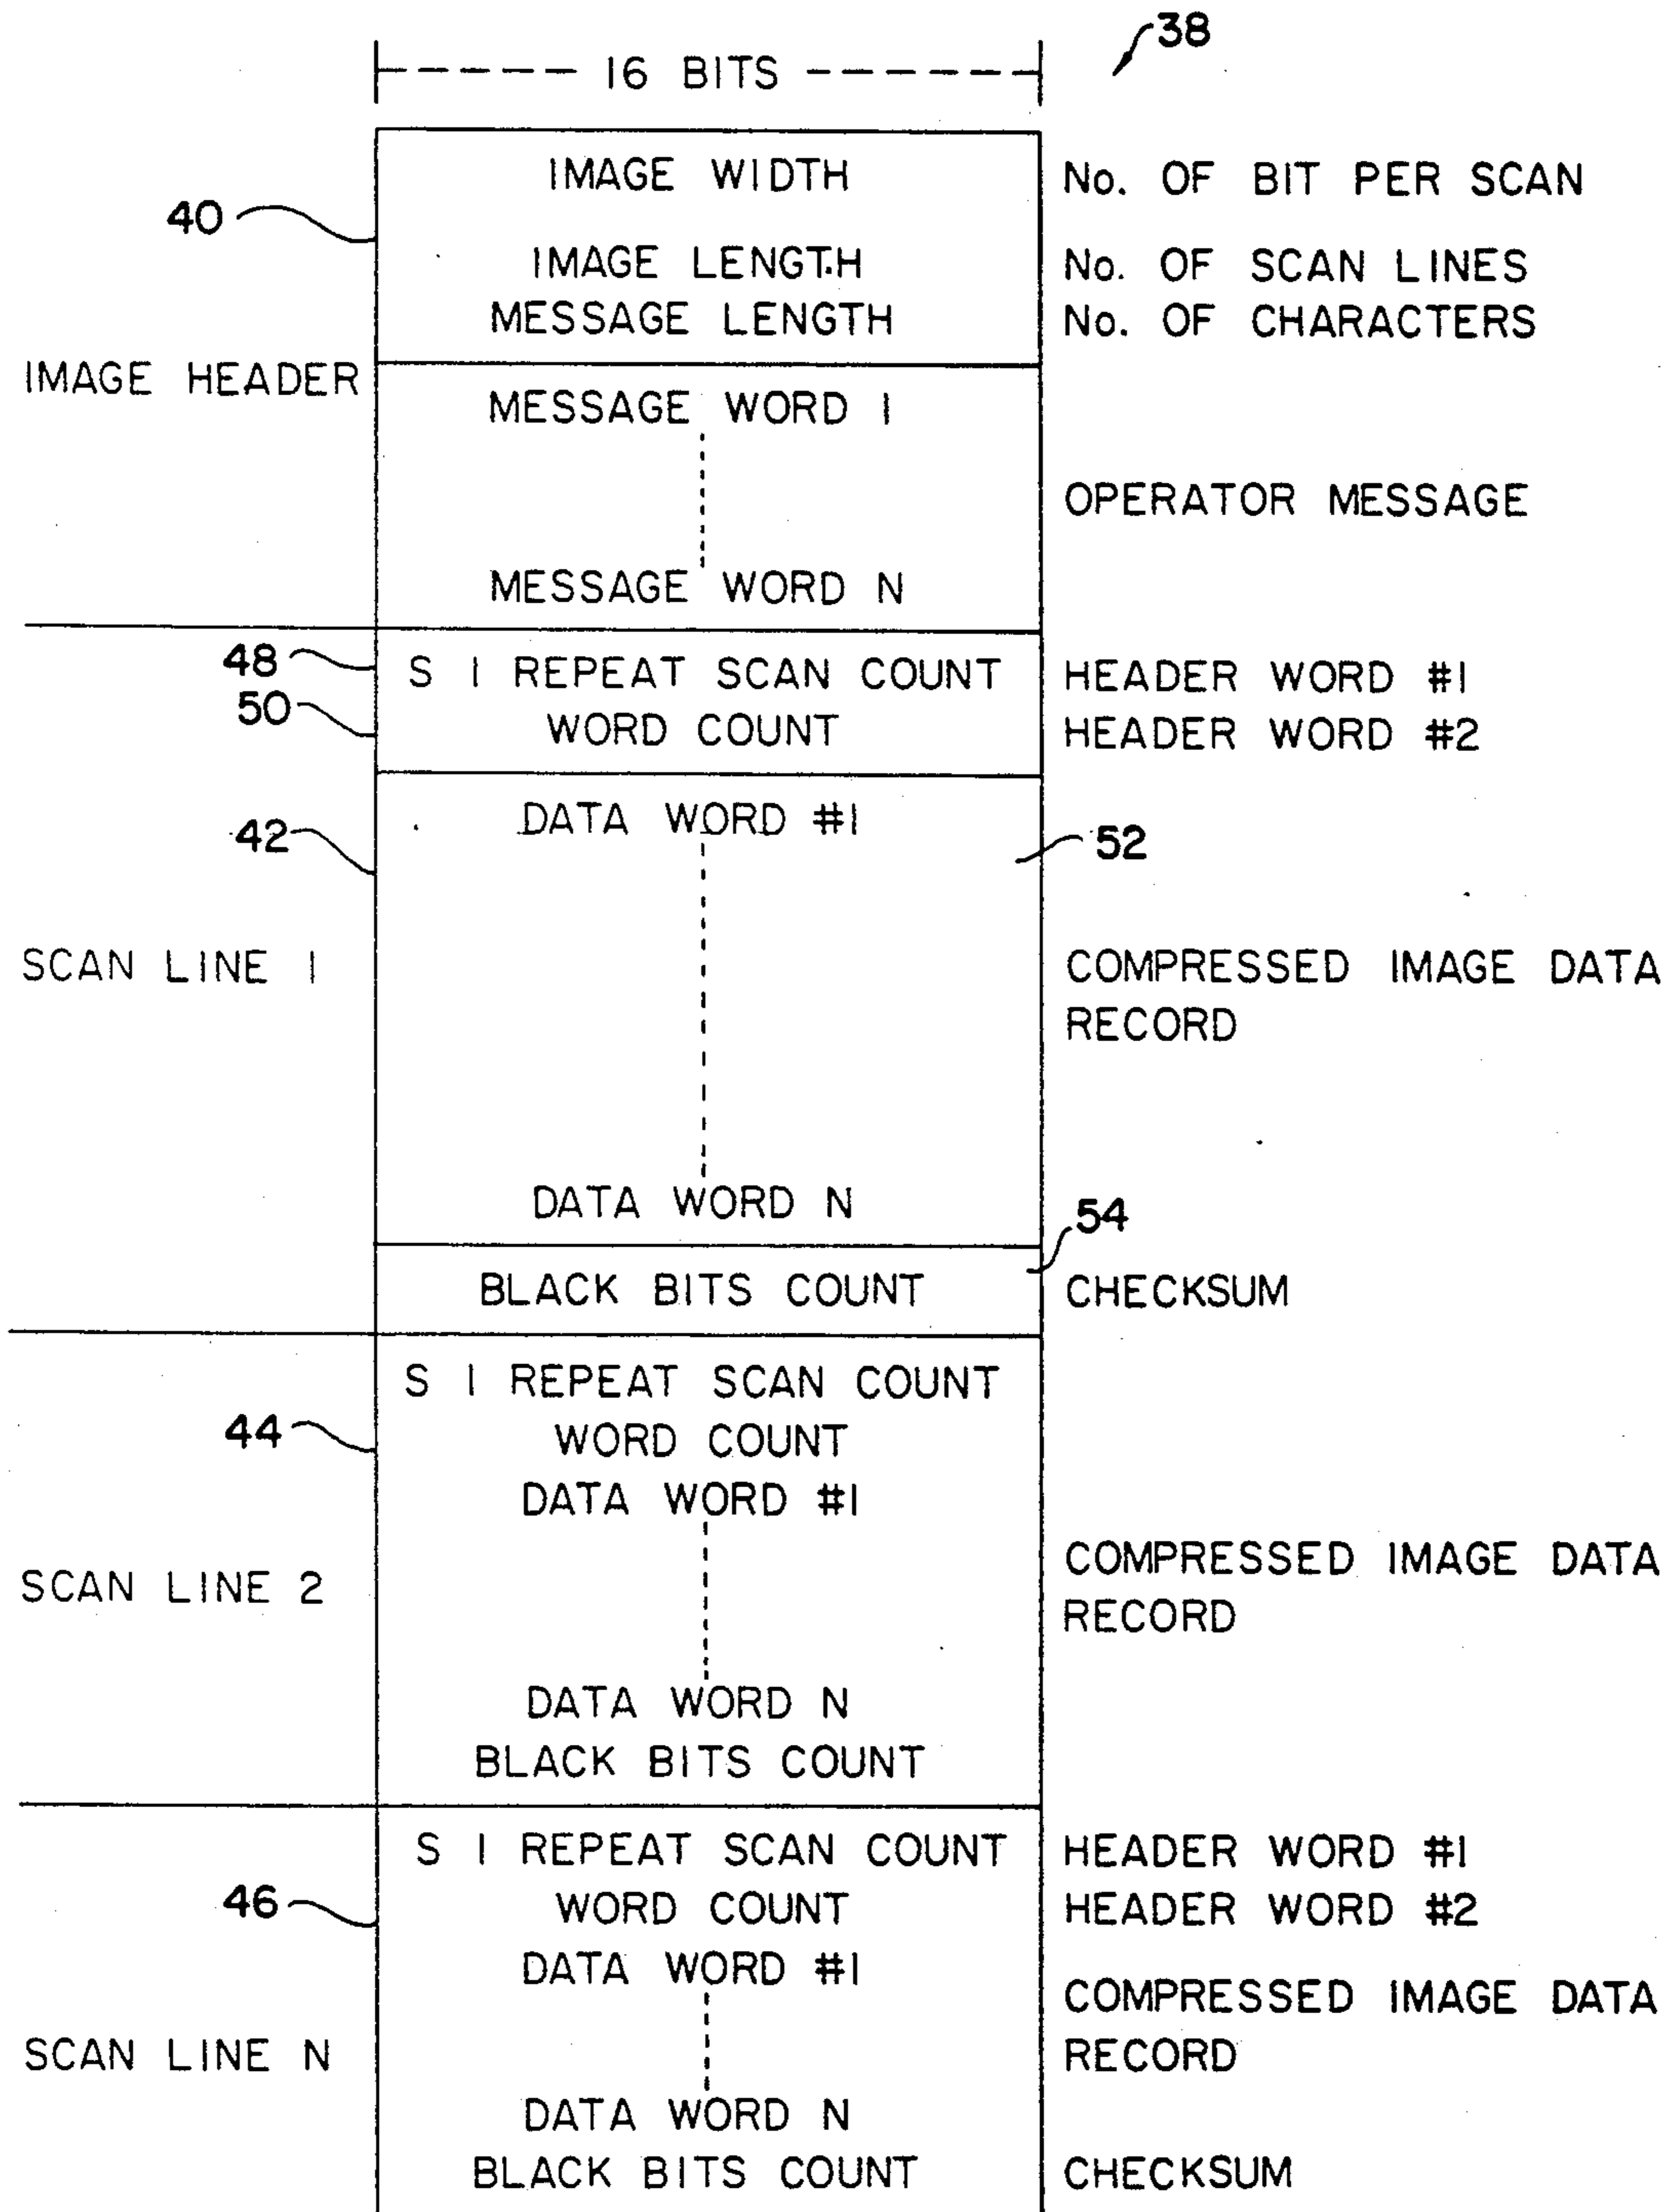 38
16 BITS
IMAGE WIDTH No. OF BIT PER SCAN
40
IMAGE LENGTH No. OF SCAN LINES
MESSAGE LENGTH No. OF CHARACTERS
IMAGE HEADER
MESSAGE WORD 1
OPERATOR MESSAGE
MESSAGE WORD N
48 S I REPEAT SCAN COUNT HEADER WORD #1
50 WORD COUNT HEADER WORD #2
DATA WORD #1
42 52
SCAN LINE 1 COMPRESSED IMAGE DATA
RECORD
DATA WORD N
54
BLACK BITS COUNT CHECKSUM
S I REPEAT SCAN COUNT
44 WORD COUNT
DATA WORD #1
COMPRESSED IMAGE DATA
SCAN LINE 2
RECORD
DATA WORD N
BLACK BITS COUNT
S I REPEAT SCAN COUNT HEADER WORD #1
46 WORD COUNT HEADER WORD #2
DATA WORD #1
COMPRESSED IMAGE DATA
SCAN LINE N RECORD
DATA WORD N
BLACK BITS COUNT CHECKSUM